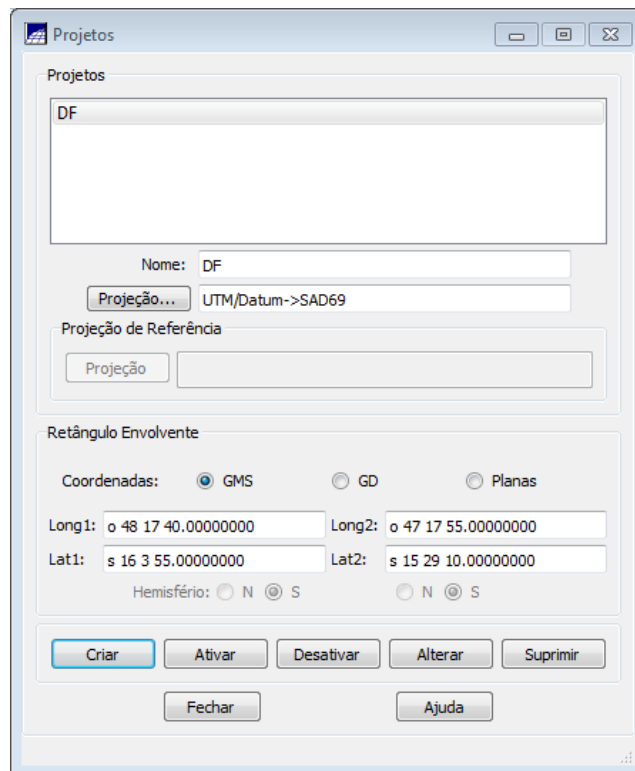 Projetos
Projetos
DF
Nome: DF
Projeção... UTM/Datum->SAD69
Projeção de Referência
Projeção
Retângulo Envolvente
Coordenadas: GMS GD Planas
Long1: o 48 17 40.00000000 Long2: o 47 17 55.00000000
Lat1: s 16 3 55.00000000 Lat2: s 15 29 10.00000000
Hemisfério: N S N S
Criar Ativar Desativar Alterar Suprimir
Fechar Ajuda